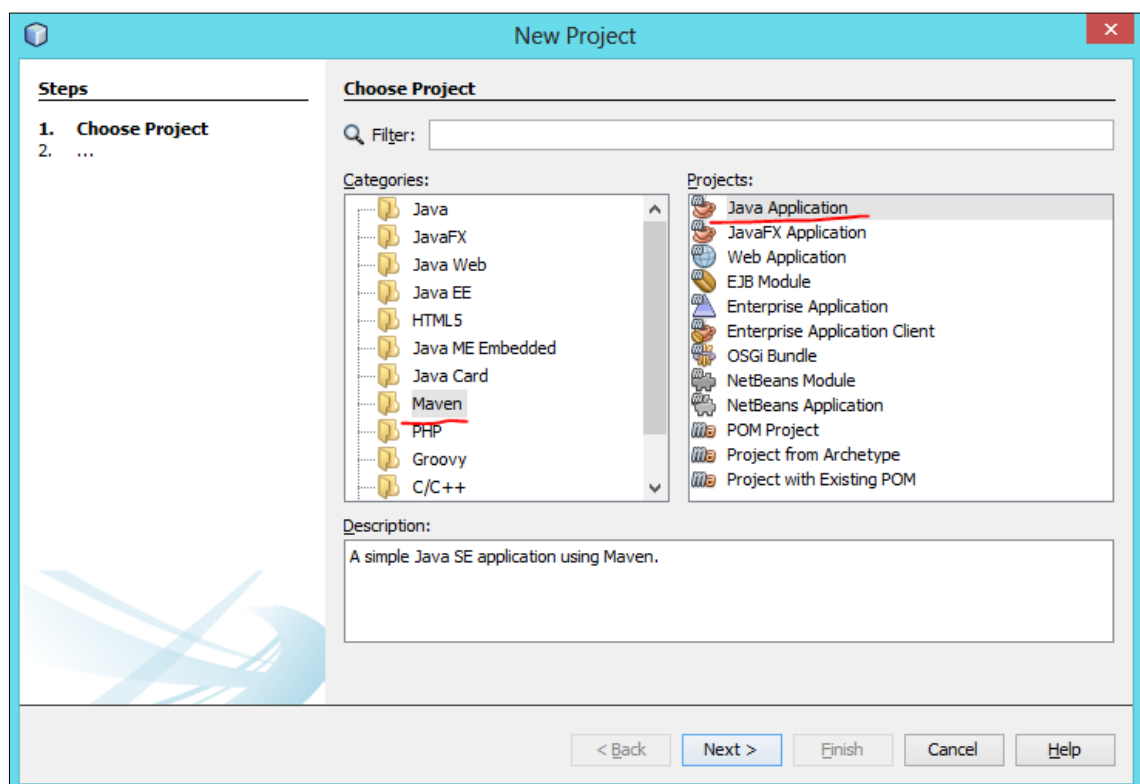 New Project
Steps
1. Choose Project
2. ...
Choose Project
Filter:
Categories:
Java
JavaFX
Java Web
Java EE
HTML5
Java ME Embedded
Java Card
Maven
PHP
Groovy
C/C++
Projects:
Java Application
JavaFX Application
Web Application
EJB Module
Enterprise Application
Enterprise Application Client
OSGi Bundle
NetBeans Module
NetBeans Application
POM Project
Project from Archetype
Project with Existing POM
Description:
A simple Java SE application using Maven.
< Back
Next >
Finish
Cancel
Help